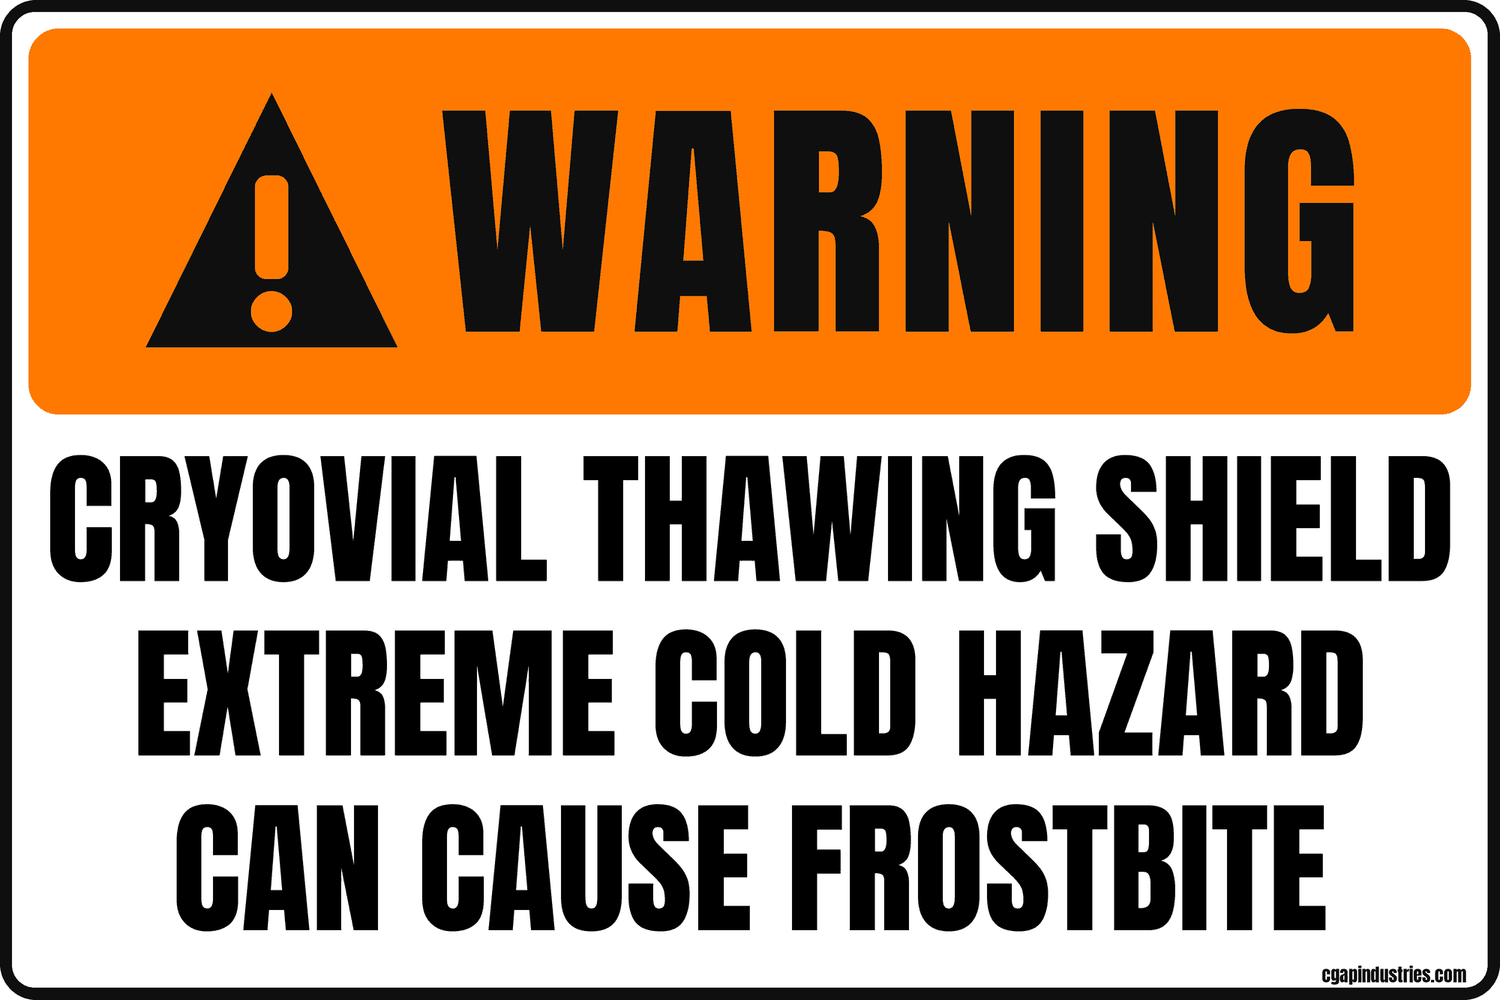 WARNING
CRYOVIAL THAWING SHIELD
EXTREME COLD HAZARD
CAN CAUSE FROSTBITE
cgapindustries.com